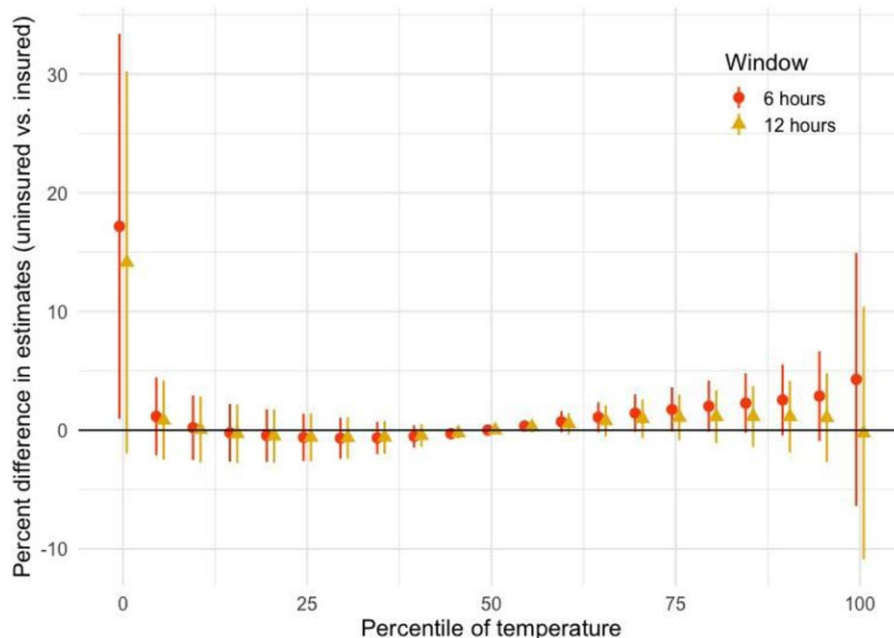 Percent difference in estimates (uninsured vs. insured)
30
20
10
0
-10
Window
6 hours
12 hours
0 25 50 75 100
Percentile of temperature